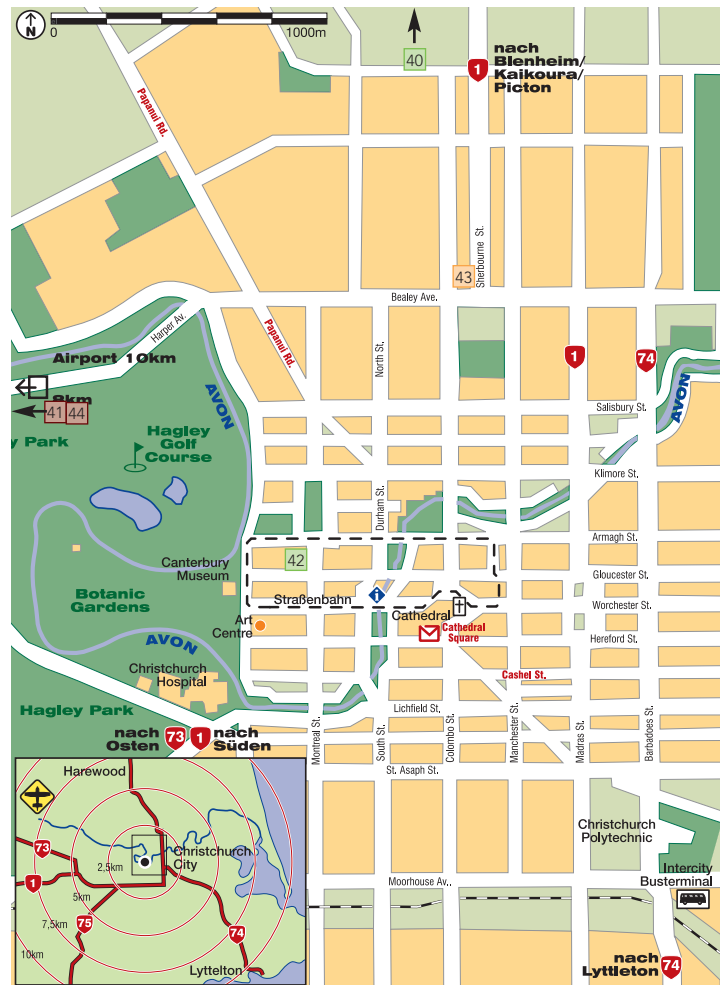 N
0
1000m
40
1
nach
Blenheim/
Kaikoura/
Picton
Papanui Rd.
Sherbourne St.
43
Bealey Ave.
Harper Av.
Papanui Rd.
North St.
Airport 10km
8km
41
44
1
74
AVON
AVON
Salisbury St.
y Park
Hagley
Golf
Course
Klimore St.
Durham St.
Armagh St.
42
Canterbury
Museum
Gloucester St.
Botanic
Gardens
Straßenbahn
i
Worchester St.
Cathedral
Art
Centre
Cathedral
Square
Hereford St.
AVON
Christchurch
Hospital
Cashel St.
Hagley Park
Lichfield St.
Montreal St.
South St.
Colombo St.
Manchester St.
Madras St.
Barbadoes St.
nach
Osten
73
1
nach
Süden
St. Asaph St.
Harewood
73
Christchurch
City
2,5km
1
5km
7,5km
75
74
10km
Lyttelton
Christchurch
Polytechnic
Moorhouse Av..
Intercity
Busterminal
nach
Lyttleton
74